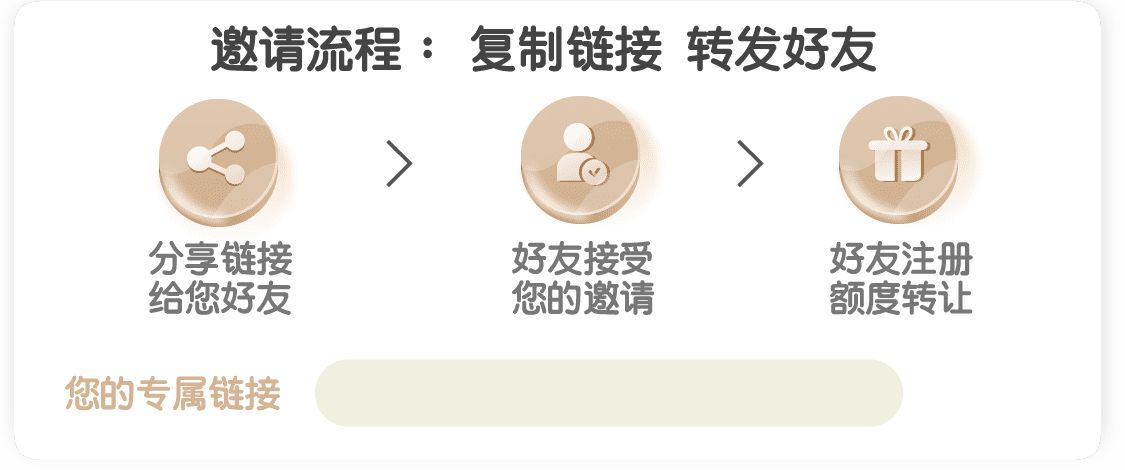 邀请流程： 复制链接 转发好友
分享链接
给您好友
好友接受
您的邀请
好友注册
额度转让
您的专属链接